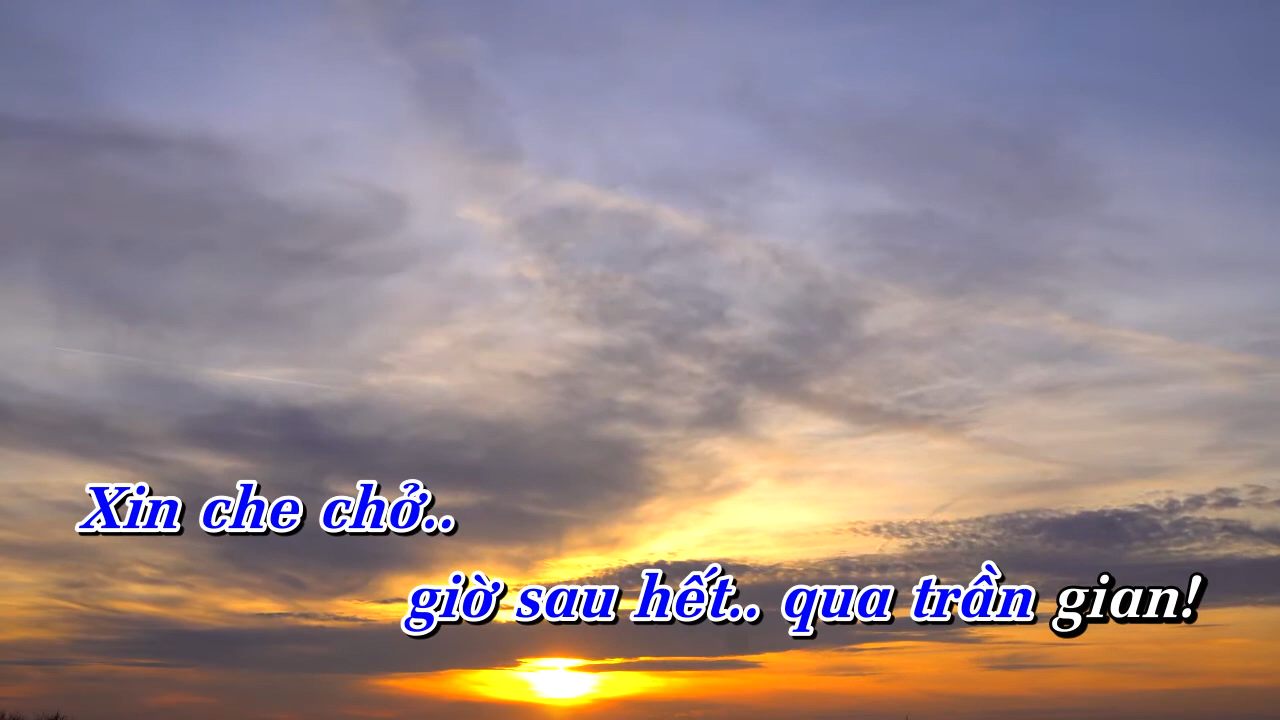 Xin che chở..
giờ sau hết.. qua trần gian!